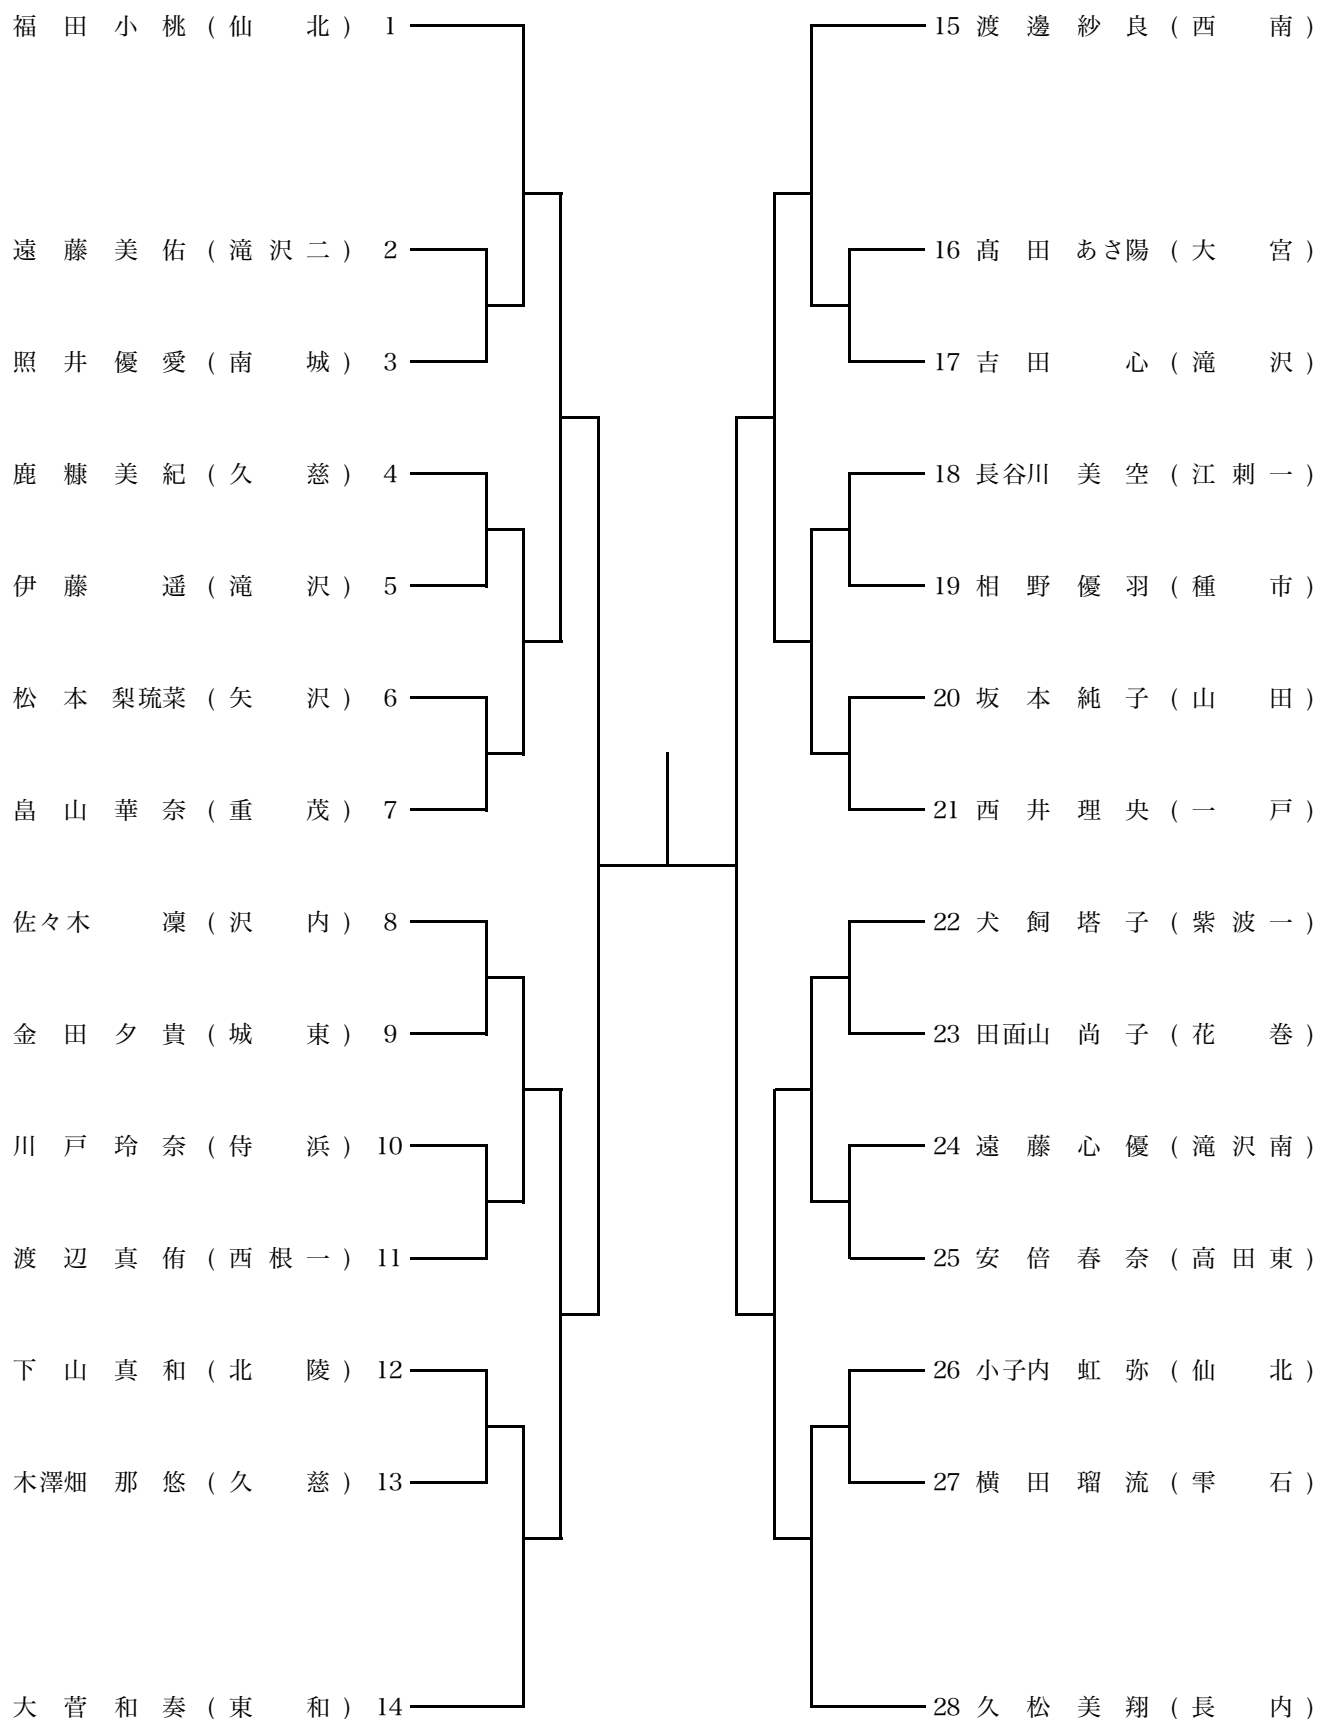 福田小桃(仙北) 1
遠藤美佑(滝沢二) 2
照井優愛(南城) 3
鹿糠美紀(久慈) 4
伊藤遥(滝沢) 5
松本梨琉菜(矢沢) 6
畠山華奈(重茂) 7
佐々木凜(沢内) 8
金田夕貴(城東) 9
川戸玲奈(侍浜) 10
渡辺真侑(西根一) 11
下山真和(北陵) 12
木澤畑那悠(久慈) 13
大菅和奏(東和) 14
15 渡邊紗良(西南)
16 髙田あさ陽(大宮)
17 吉田心(滝沢)
18 長谷川美空(江刺一)
19 相野優羽(種市)
20 坂本純子(山田)
21 西井理央(一戸)
22 犬飼塔子(紫波一)
23 田面山尚子(花巻)
24 遠藤心優(滝沢南)
25 安倍春奈(高田東)
26 小子内虹弥(仙北)
27 横田瑠流(雫石)
28 久松美翔(長内)